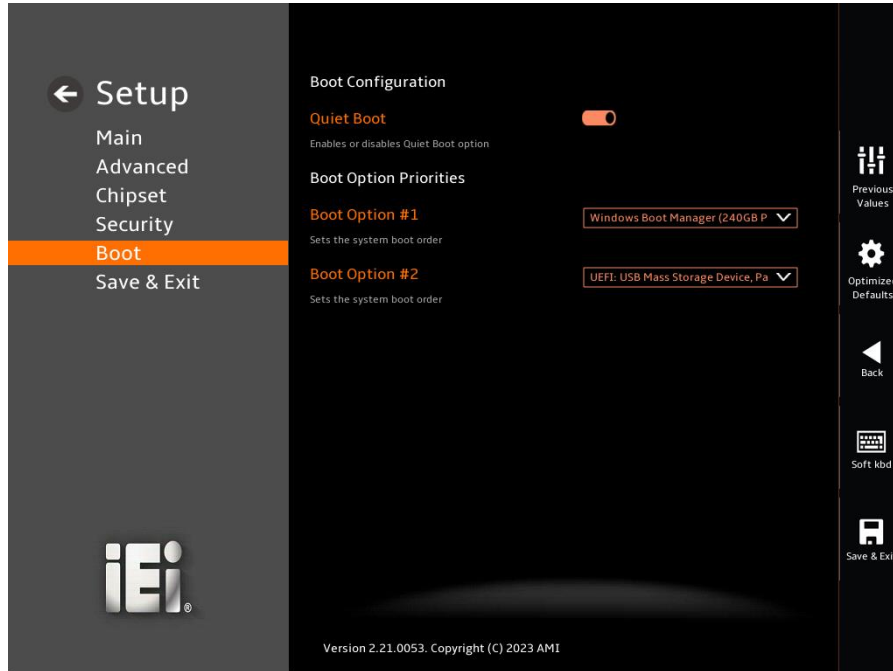 Setup
Main
Advanced
Chipset
Security
Boot
Save & Exit
iEi®
Boot Configuration
Quiet Boot
Enables or disables Quiet Boot option
Boot Option Priorities
Boot Option #1
Windows Boot Manager (240GB P
Sets the system boot order
Boot Option #2
UEFI: USB Mass Storage Device, Pa
Sets the system boot order
Version 2.21.0053. Copyright (C) 2023 AMI
Previous
Values
Optimized
Defaults
Back
Soft kbd
Save & Exi